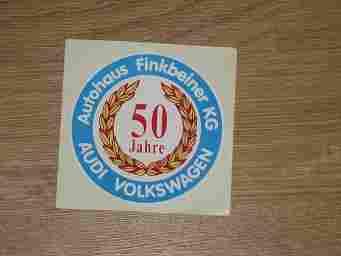 Autohaus Finkbeiner KG
50
Jahre
AUDI VOLKSWAGEN